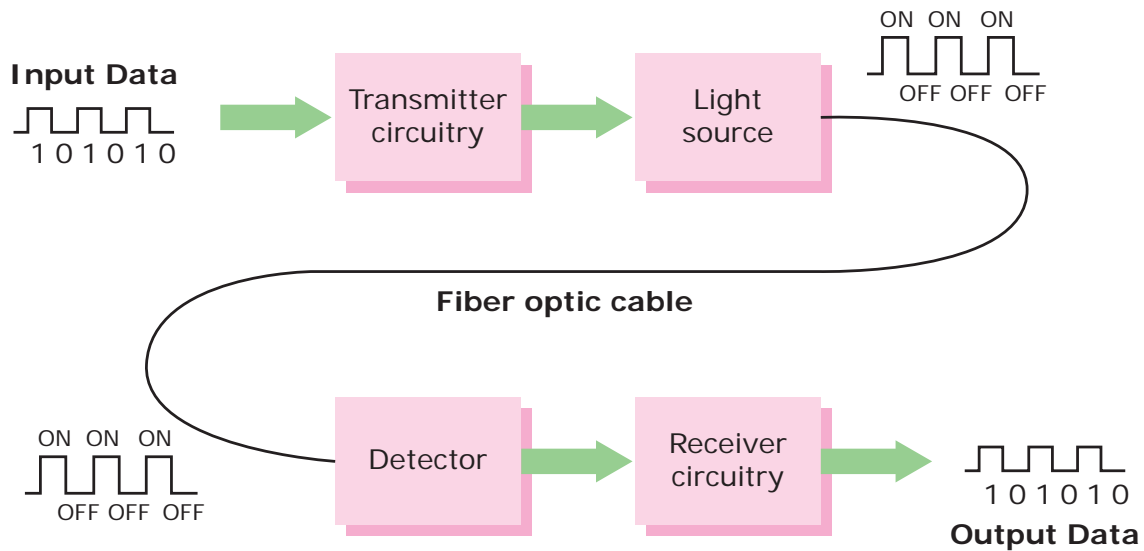 ON ON ON
OFF OFF OFF
Input Data
1 0 1 0 1 0
Transmitter
circuitry
Light
source
Fiber optic cable
ON ON ON
OFF OFF OFF
Detector
Receiver
circuitry
1 0 1 0 1 0
Output Data